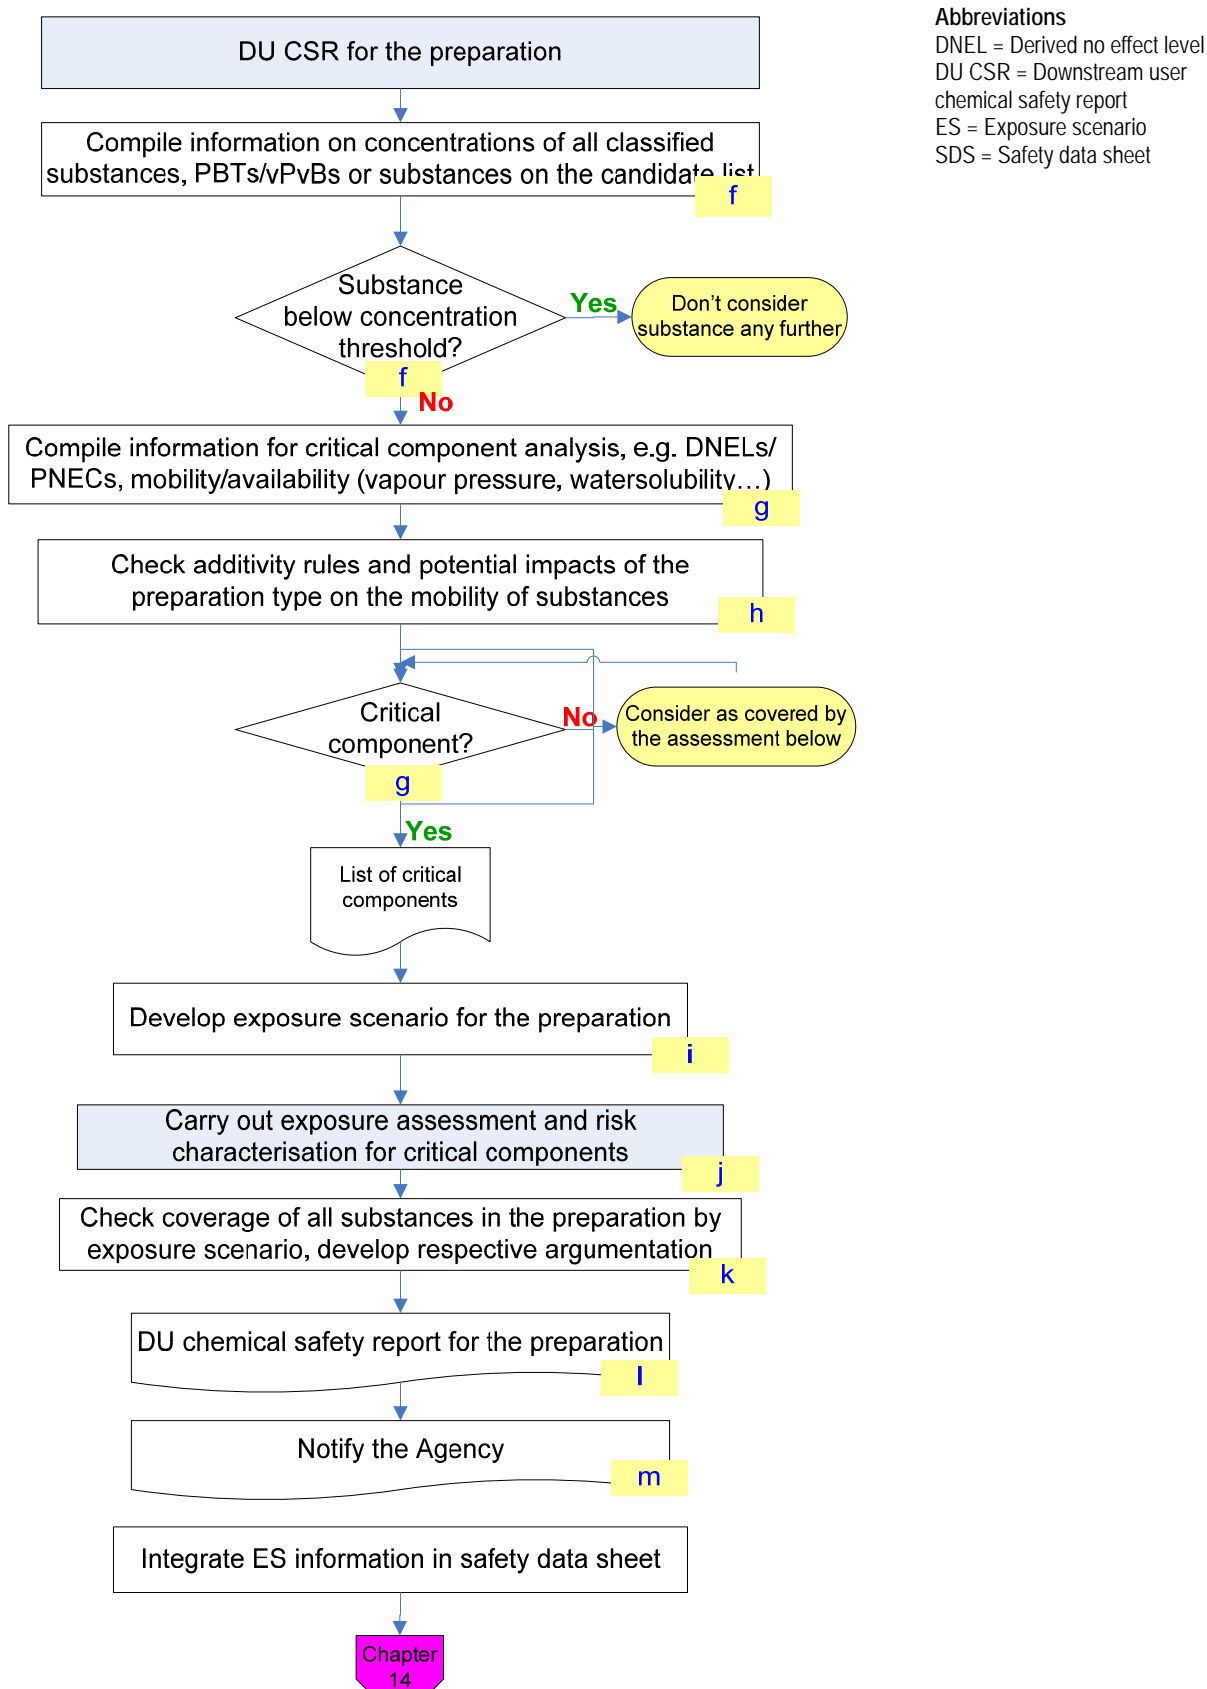 Abbreviations
DNEL = Derived no effect level
DU CSR = Downstream user
chemical safety report
ES = Exposure scenario
SDS = Safety data sheet
DU CSR for the preparation
Compile information on concentrations of all classified
substances, PBTs/vPvBs or substances on the candidate list
f
Substance
below concentration
threshold?
f
Yes
Don't consider
substance any further
No
Compile information for critical component analysis, e.g. DNELs/
PNECs, mobility/availability (vapour pressure, watersolubility…)
g
Check additivity rules and potential impacts of the
preparation type on the mobility of substances
h
Critical
component?
g
No
Consider as covered by
the assessment below
Yes
List of critical
components
Develop exposure scenario for the preparation
i
Carry out exposure assessment and risk
characterisation for critical components
j
Check coverage of all substances in the preparation by
exposure scenario, develop respective argumentation
k
DU chemical safety report for the preparation
l
Notify the Agency
m
Integrate ES information in safety data sheet
Chapter
14